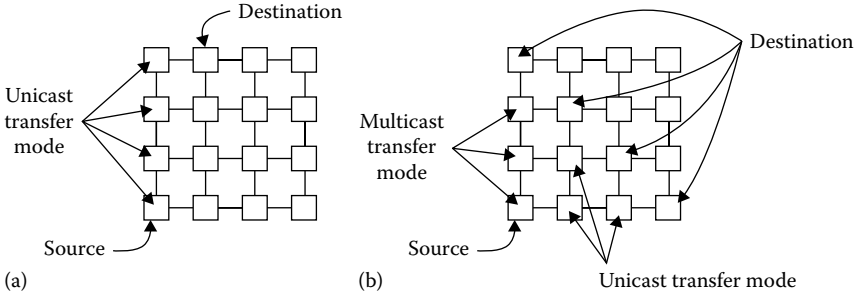 Destination
Unicast
transfer
mode
Source
(a)
Destination
Multicast
transfer
mode
Source
(b)
Unicast transfer mode